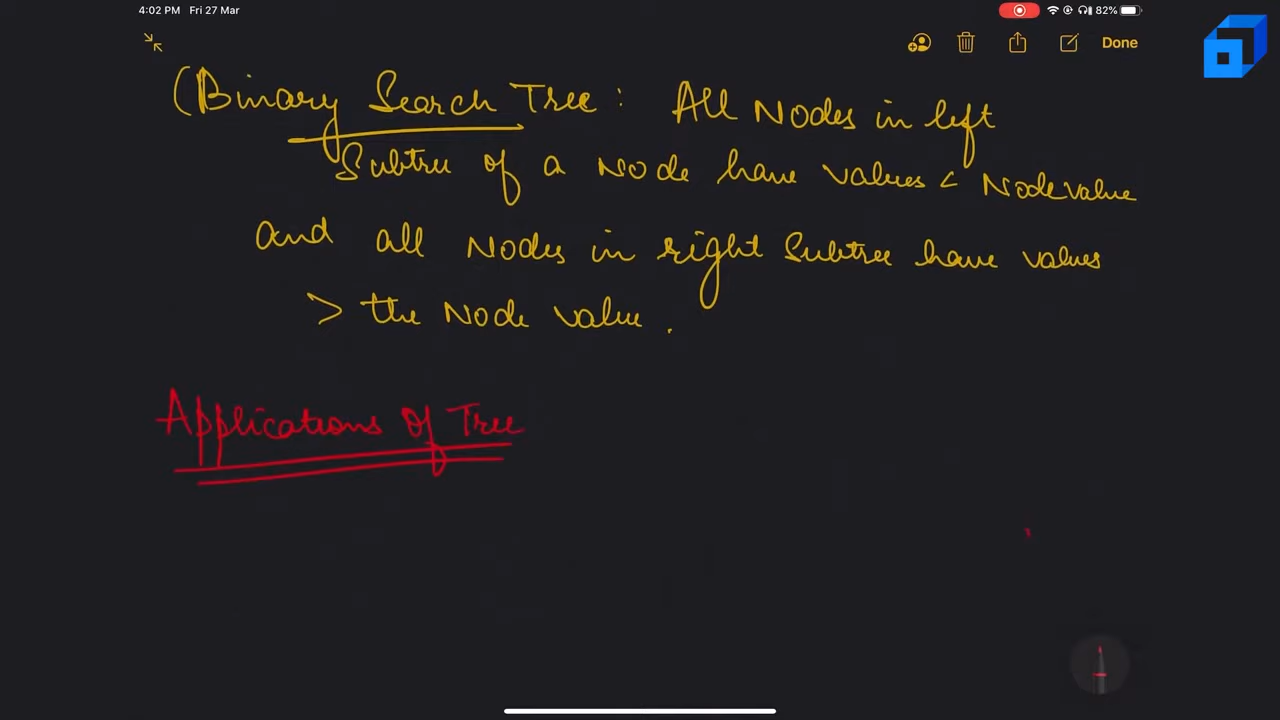 4:02 PM Fri 27 Mar
82%
Done
(Binary Search Tree: All Nodes in left
Subtree of a Node have values < Node value
and all Nodes in right Subtree have values
> the Node value.
Applications of Tree